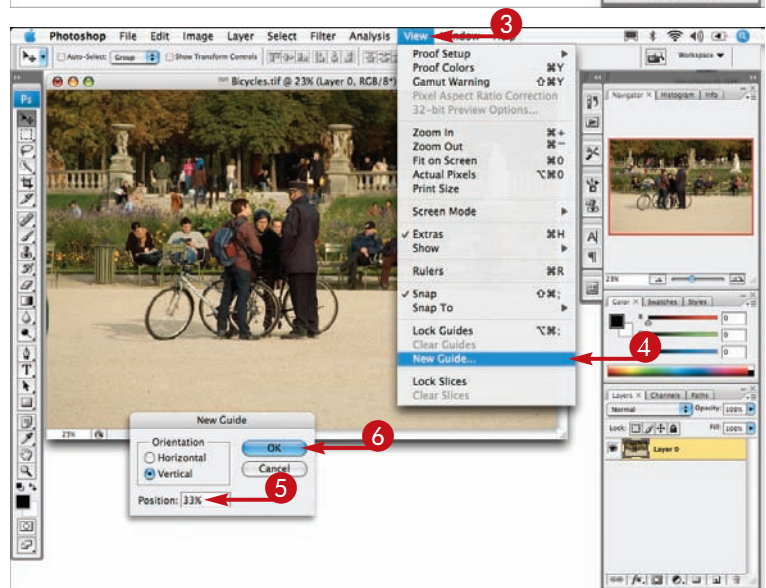 3
Photoshop File Edit Image Layer Select Filter Analysis View Window
Auto-Select: Group Show Transform Controls
Workspace
Ps
Bicycles.tif @ 23% (Layer 0, RGB/8*)
Proof Setup
Proof Colors ⌘Y
Gamut Warning ⇧⌘Y
Pixel Aspect Ratio Correction
32-bit Preview Options...
Zoom In ⌘+
Zoom Out ⌘−
Fit on Screen ⌘0
Actual Pixels ⌥⌘0
Print Size
Screen Mode
✓ Extras ⌘H
Show
Rulers ⌘R
✓ Snap ⇧⌘;
Snap To
Lock Guides ⌥⌘;
Clear Guides
New Guide...
4
Lock Slices
Clear Slices
Navigator × Histogram Info
23%
Color × Swatches Styles
0
0
0
Layers × Channels Paths
Normal Opacity: 100%
Lock: Fill: 100%
Layer 0
23%
New Guide
Orientation
Horizontal
Vertical
OK
6
Cancel
Position: 33%
5